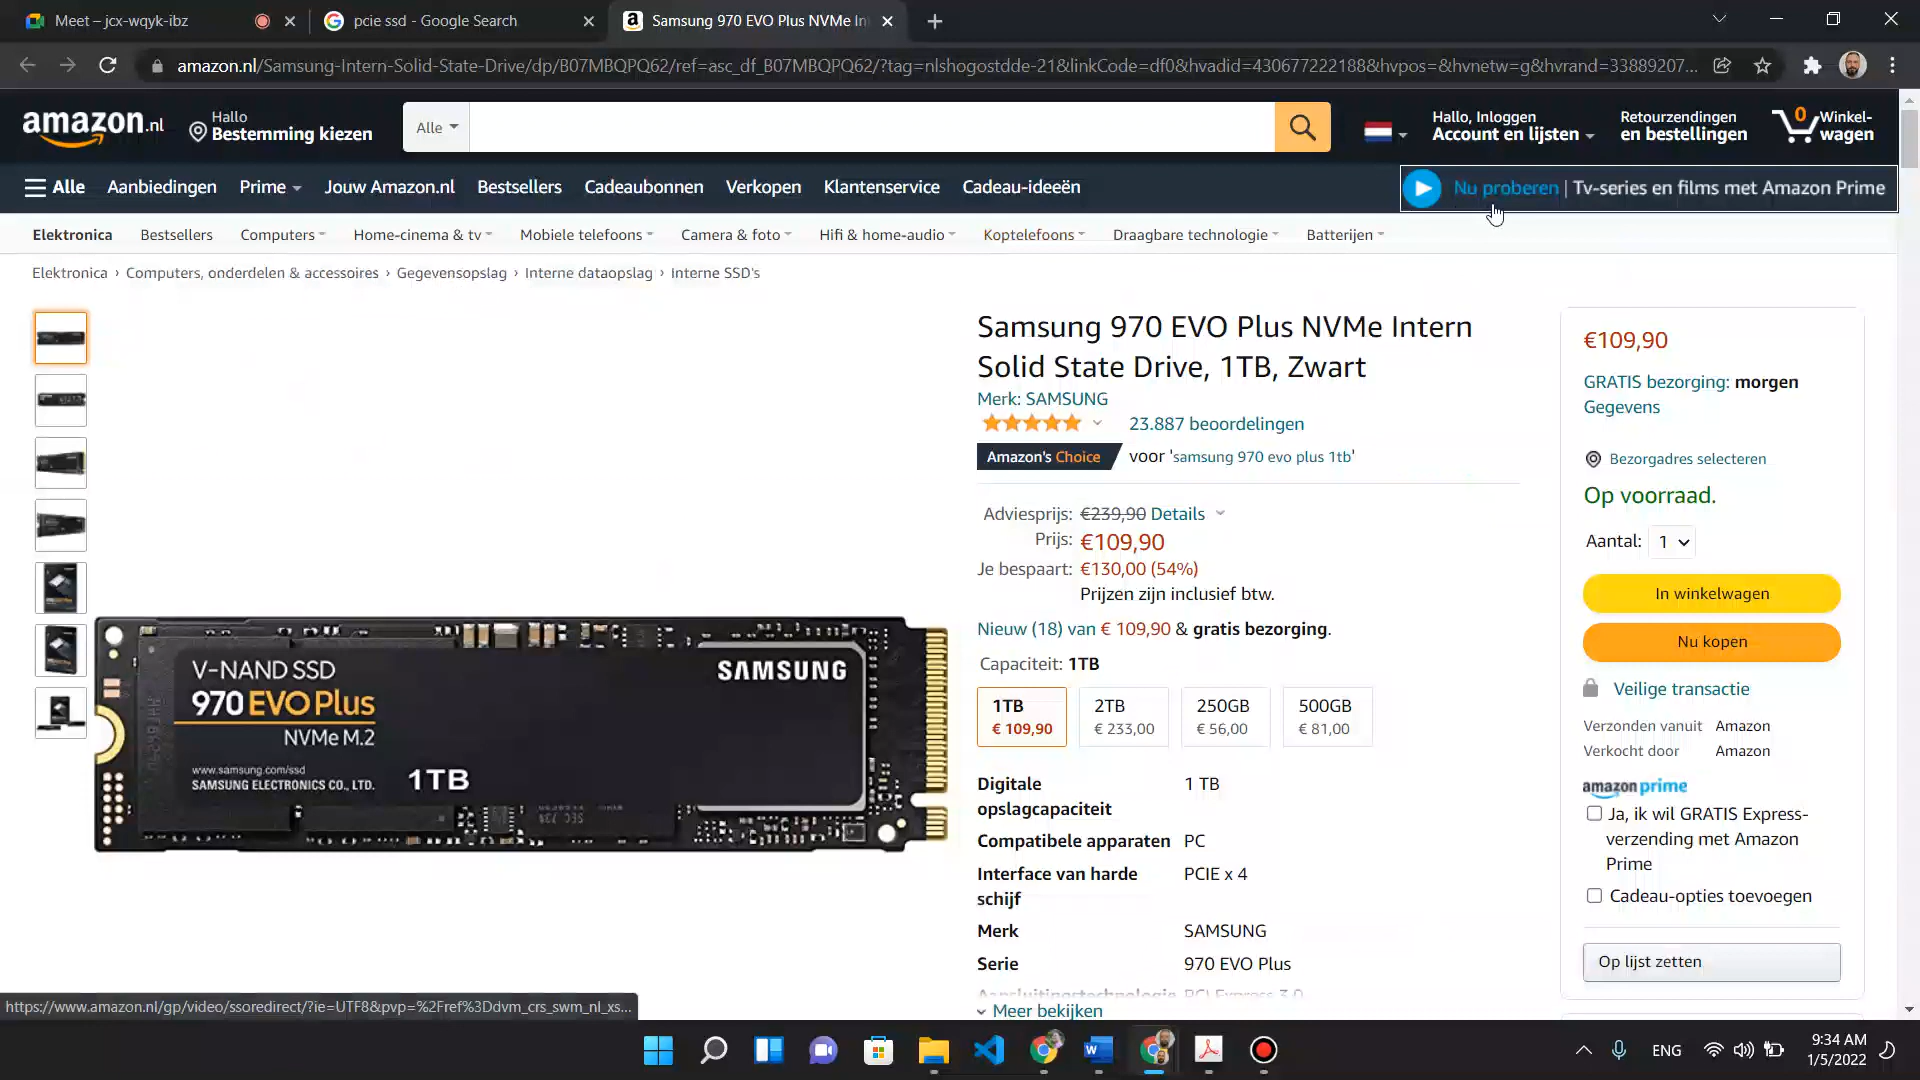 Meet – jcx-wqyk-ibz
pcie ssd - Google Search
Samsung 970 EVO Plus NVMe In
amazon.nl/Samsung-Intern-Solid-State-Drive/dp/B07MBQPQ62/ref=asc_df_B07MBQPQ62/?tag=nlshogostdde-21&linkCode=df0&hvadid=430677222188&hvpos=&hvnetw=g&hvrand=33889207...
amazon.nl
Hallo
Bestemming kiezen
Alle
Hallo, Inloggen
Account en lijsten
Retourzendingen
en bestellingen
0
Winkel-
wagen
Alle
Aanbiedingen
Prime
Jouw Amazon.nl
Bestsellers
Cadeaubonnen
Verkopen
Klantenservice
Cadeau-ideeën
Nu proberen | Tv-series en films met Amazon Prime
Elektronica
Bestsellers
Computers
Home-cinema & tv
Mobiele telefoons
Camera & foto
Hifi & home-audio
Koptelefoons
Draagbare technologie
Batterijen
Elektronica › Computers, onderdelen & accessoires › Gegevensopslag › Interne dataopslag › Interne SSD's
Samsung 970 EVO Plus NVMe Intern
Solid State Drive, 1TB, Zwart
Merk: SAMSUNG
23.887 beoordelingen
Amazon's Choice
voor 'samsung 970 evo plus 1tb'
Adviesprijs: €239,90 Details
Prijs: €109,90
Je bespaart: €130,00 (54%)
Prijzen zijn inclusief btw.
Nieuw (18) van € 109,90 & gratis bezorging.
Capaciteit: 1TB
1TB
€ 109,90
2TB
€ 233,00
250GB
€ 56,00
500GB
€ 81,00
Digitale
opslagcapaciteit
1 TB
Compatibele apparaten
PC
Interface van harde
schijf
PCIE x 4
Merk
SAMSUNG
Serie
970 EVO Plus
Aansluitingstechnologie
PCI Express 3.0
Meer bekijken
V-NAND SSD
970 EVO Plus
NVMe M.2
www.samsung.com/ssd
SAMSUNG ELECTRONICS CO., LTD.
1TB
SAMSUNG
€109,90
GRATIS bezorging: morgen
Gegevens
Bezorgadres selecteren
Op voorraad.
Aantal: 1
In winkelwagen
Nu kopen
Veilige transactie
Verzonden vanuit Amazon
Verkocht door Amazon
amazon prime
Ja, ik wil GRATIS Express-
verzending met Amazon
Prime
Cadeau-opties toevoegen
Op lijst zetten
https://www.amazon.nl/gp/video/ssoredirect/?ie=UTF8&pvp=%2Fref%3Ddvm_crs_swm_nl_xs...
ENG
9:34 AM
1/5/2022